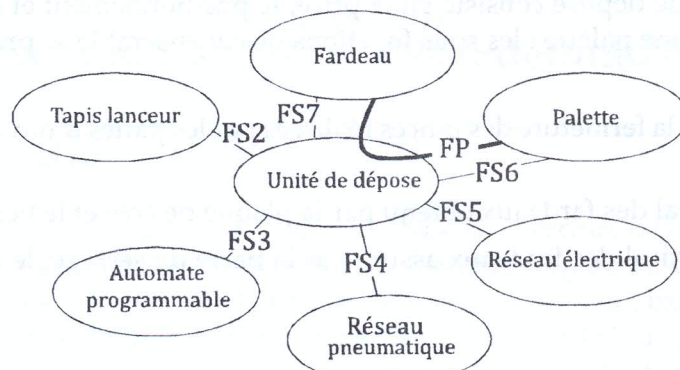 Fardeau
Tapis lanceur
FS7
Palette
FS2
FP
FS6
Unité de dépose
FS5
FS3
Réseau électrique
FS4
Automate
programmable
Réseau
pneumatique